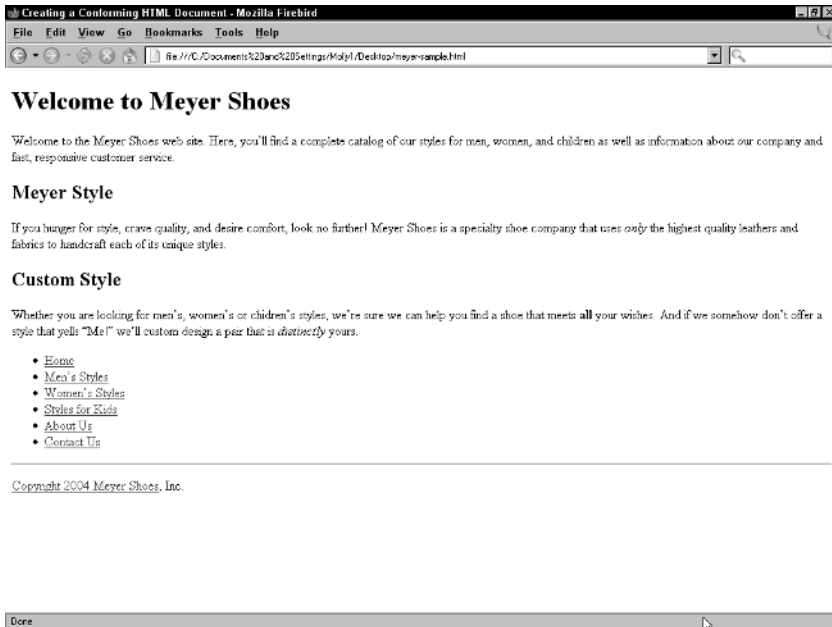 Creating a Conforming HTML Document - Mozilla Firebird
File Edit View Go Bookmarks Tools Help
file:///C:/Documents%20and%20Settings/Molly1/Desktop/meyer-sample.html
Welcome to Meyer Shoes
Welcome to the Meyer Shoes web site. Here, you'll find a complete catalog of our styles for men, women, and children as well as information about our company and
fast, responsive customer service.
Meyer Style
If you hunger for style, crave quality, and desire comfort, look no further! Meyer Shoes is a specialty shoe company that uses only the highest quality leathers and
fabrics to handcraft each of its unique styles.
Custom Style
Whether you are looking for men's, women's or chidren's styles, we're sure we can help you find a shoe that meets all your wishes. And if we somehow don't offer a
style that yells "Me!" we'll custom design a pair that is distinctly yours.
• Home
• Men's Styles
• Women's Styles
• Styles for Kids
• About Us
• Contact Us
Copyright 2004 Meyer Shoes, Inc.
Done